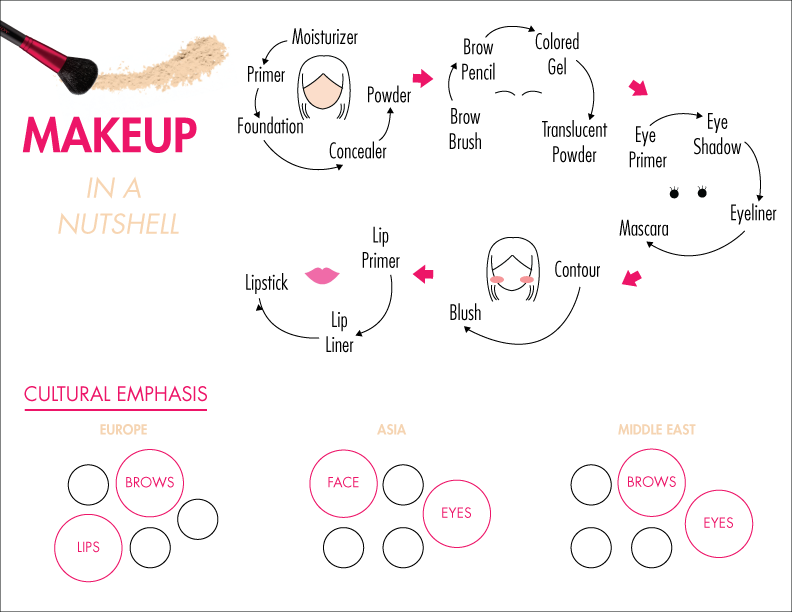 MAKEUP
IN A
NUTSHELL
Moisturizer
Primer
Foundation
Concealer
Powder
Brow
Brush
Brow
Pencil
Colored
Gel
Translucent
Powder
Eye
Primer
Eye
Shadow
Eyeliner
Mascara
Contour
Blush
Lip
Primer
Lip
Liner
Lipstick
CULTURAL EMPHASIS
EUROPE
BROWS
LIPS
ASIA
FACE
EYES
MIDDLE EAST
BROWS
EYES